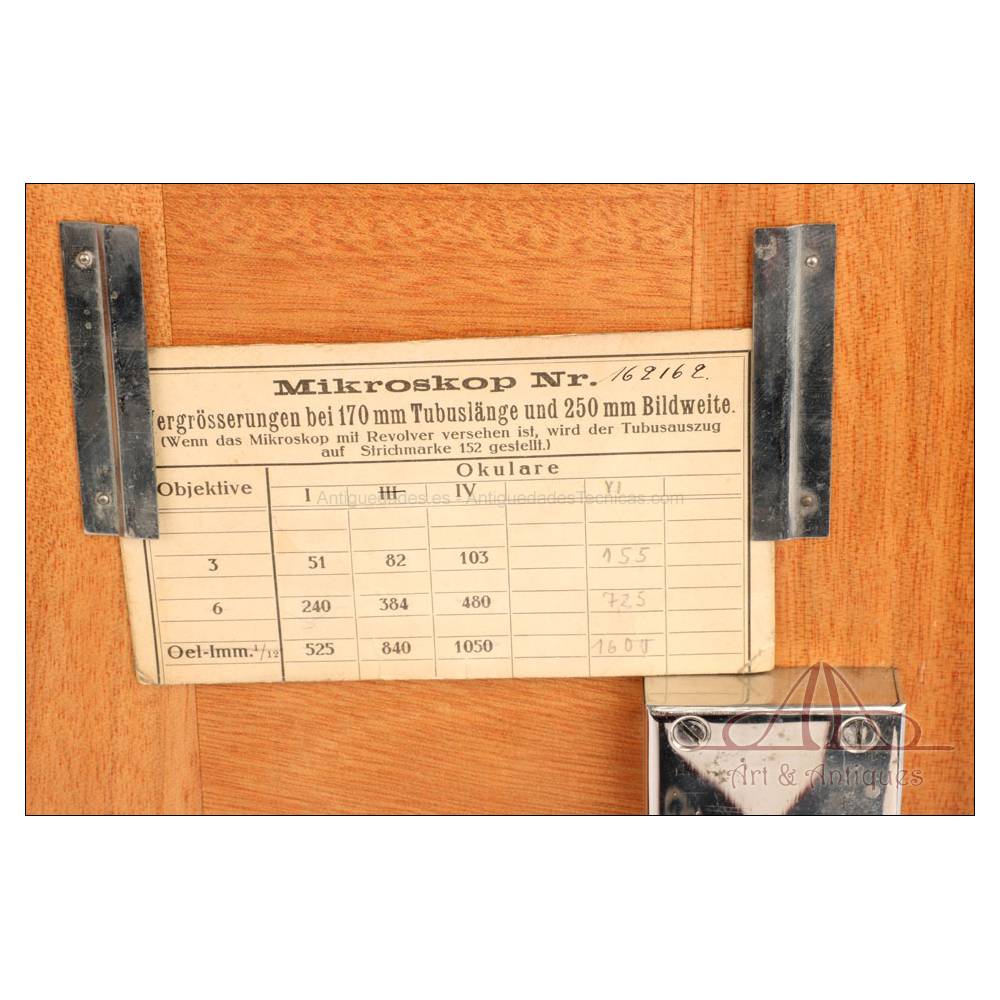 Mikroskop Nr. 162162.
Vergrösserungen bei 170 mm Tubuslänge und 250 mm Bildweite.
(Wenn das Mikroskop mit Revolver versehen ist, wird der Tubusauszug
auf Strichmarke 152 gestellt.)
Objektive Okulare
I III IV VI
Antiguedades.es - AntiguedadesTecnicas.com
3 51 82 103 155
6 240 384 480 725
Oel-Imm. 1/12 525 840 1050 1600
Art & Antiques